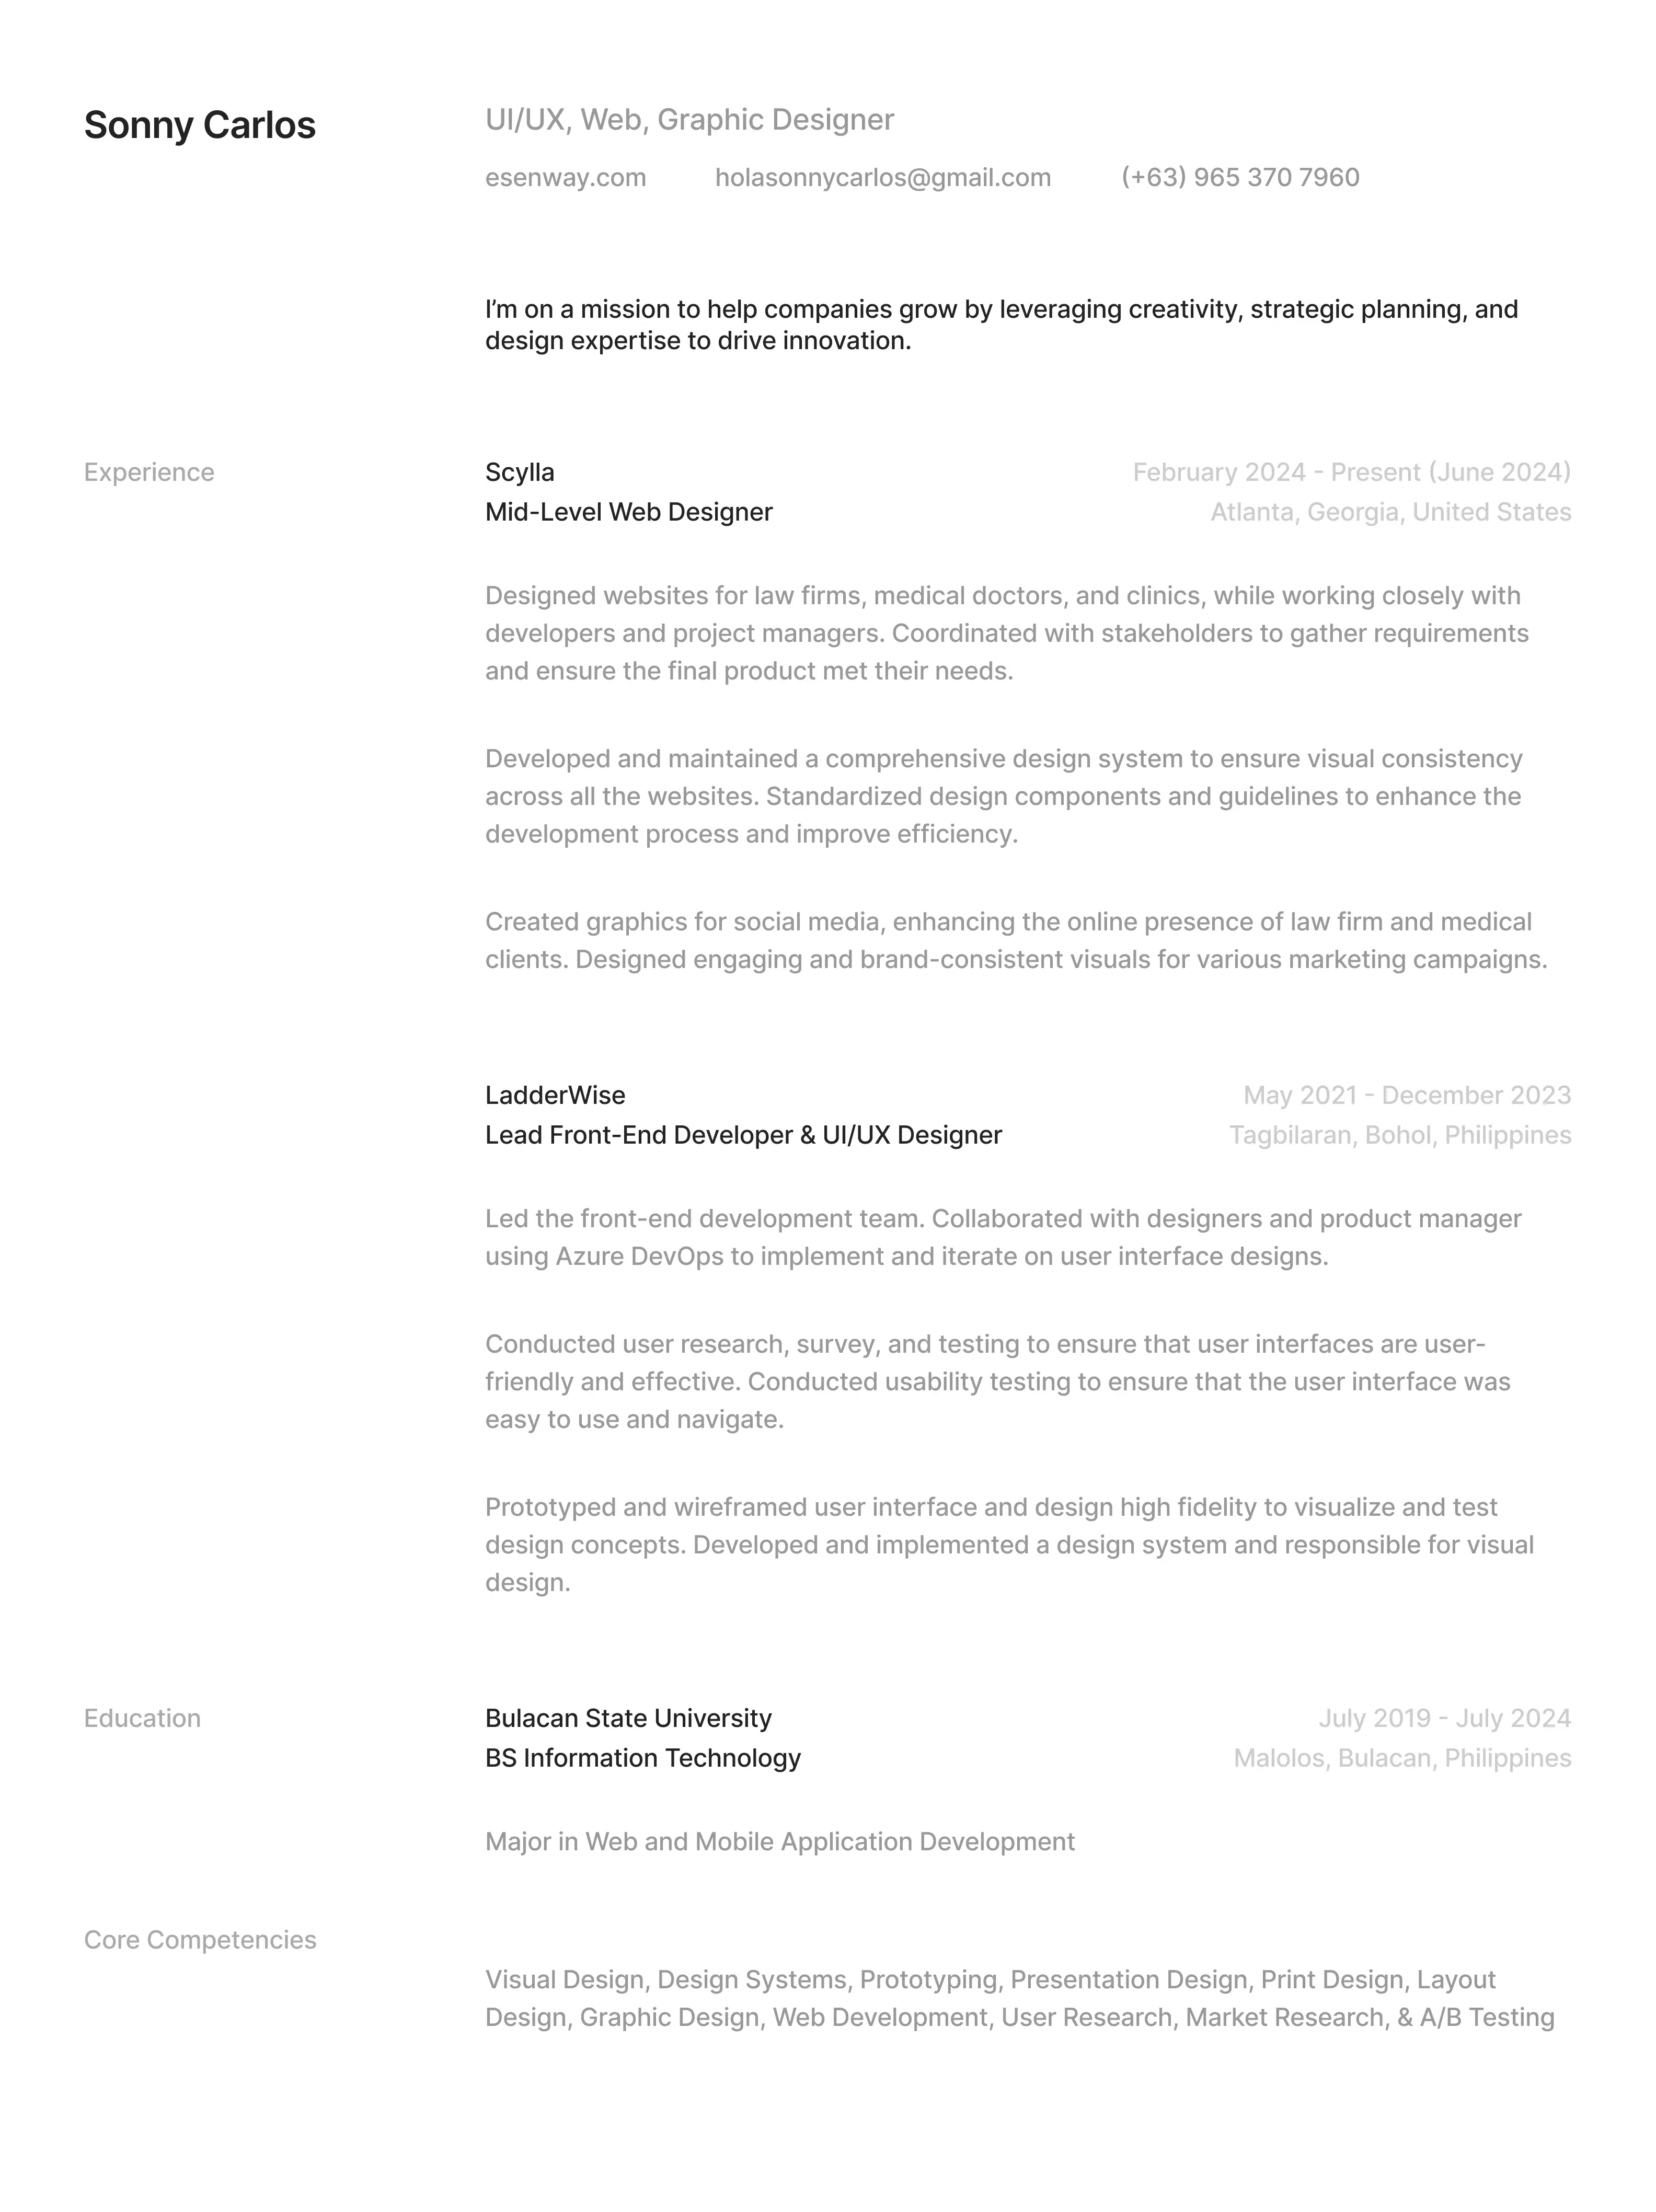 Sonny Carlos
UI/UX, Web, Graphic Designer
esenway.com holasonnycarlos@gmail.com (+63) 965 370 7960
I’m on a mission to help companies grow by leveraging creativity, strategic planning, and
design expertise to drive innovation.
Experience
Scylla February 2024 - Present (June 2024)
Mid-Level Web Designer Atlanta, Georgia, United States
Designed websites for law firms, medical doctors, and clinics, while working closely with
developers and project managers. Coordinated with stakeholders to gather requirements
and ensure the final product met their needs.
Developed and maintained a comprehensive design system to ensure visual consistency
across all the websites. Standardized design components and guidelines to enhance the
development process and improve efficiency.
Created graphics for social media, enhancing the online presence of law firm and medical
clients. Designed engaging and brand-consistent visuals for various marketing campaigns.
LadderWise May 2021 - December 2023
Lead Front-End Developer & UI/UX Designer Tagbilaran, Bohol, Philippines
Led the front-end development team. Collaborated with designers and product manager
using Azure DevOps to implement and iterate on user interface designs.
Conducted user research, survey, and testing to ensure that user interfaces are user-
friendly and effective. Conducted usability testing to ensure that the user interface was
easy to use and navigate.
Prototyped and wireframed user interface and design high fidelity to visualize and test
design concepts. Developed and implemented a design system and responsible for visual
design.
Education
Bulacan State University July 2019 - July 2024
BS Information Technology Malolos, Bulacan, Philippines
Major in Web and Mobile Application Development
Core Competencies
Visual Design, Design Systems, Prototyping, Presentation Design, Print Design, Layout
Design, Graphic Design, Web Development, User Research, Market Research, & A/B Testing